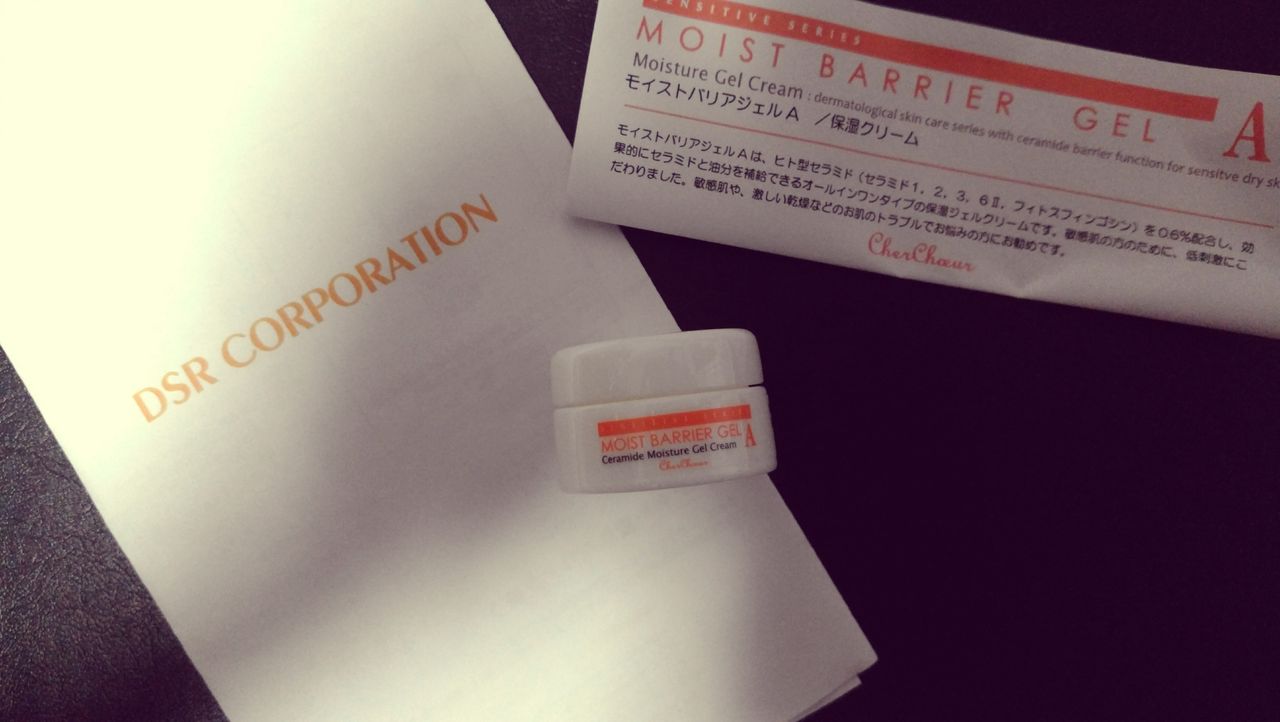 DSR CORPORATION
SENSITIVE SERIES
MOIST BARRIER GEL A
Moisture Gel Cream : dermatological skin care series with ceramide barrier function for sensitve dry sk
モイストバリアジェルA ／保湿クリーム
モイストバリアジェルAは、ヒト型セラミド（セラミド1，2，3，6Ⅱ，フィトスフィンゴシン）を0.6%配合し、効
果的にセラミドと油分を補給できるオールインワンタイプの保湿ジェルクリームです。敏感肌の方のために、低刺激にこ
だわりました。敏感肌や、激しい乾燥などのお肌のトラブルでお悩みの方にお勧めです。
CherChœur
SENSITIVE SERIES
MOIST BARRIER GEL A
Ceramide Moisture Gel Cream
CherChœur